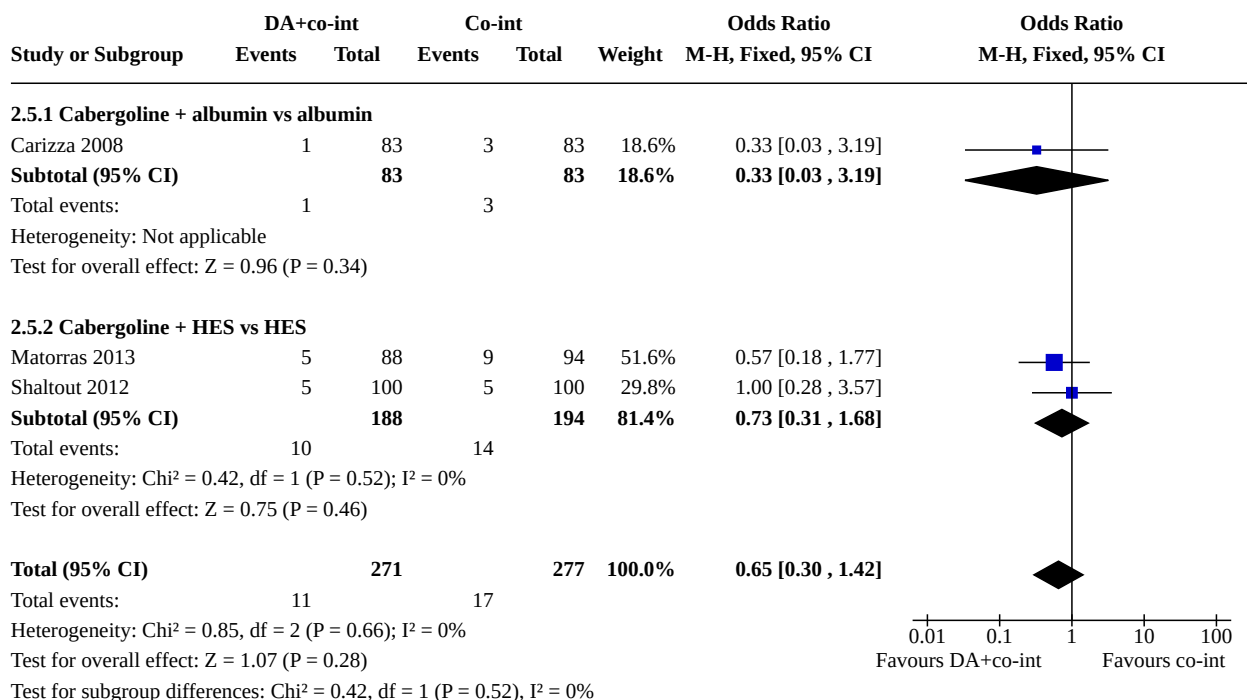 DA+co-int Co-int Odds Ratio Odds Ratio
Study or Subgroup Events Total Events Total Weight M-H, Fixed, 95% CI M-H, Fixed, 95% CI
2.5.1 Cabergoline + albumin vs albumin
Carizza 2008 1 83 3 83 18.6% 0.33 [0.03 , 3.19]
Subtotal (95% CI) 83 83 18.6% 0.33 [0.03 , 3.19]
Total events: 1 3
Heterogeneity: Not applicable
Test for overall effect: Z = 0.96 (P = 0.34)
2.5.2 Cabergoline + HES vs HES
Matorras 2013 5 88 9 94 51.6% 0.57 [0.18 , 1.77]
Shaltout 2012 5 100 5 100 29.8% 1.00 [0.28 , 3.57]
Subtotal (95% CI) 188 194 81.4% 0.73 [0.31 , 1.68]
Total events: 10 14
Heterogeneity: Chi² = 0.42, df = 1 (P = 0.52); I² = 0%
Test for overall effect: Z = 0.75 (P = 0.46)
Total (95% CI) 271 277 100.0% 0.65 [0.30 , 1.42]
Total events: 11 17
Heterogeneity: Chi² = 0.85, df = 2 (P = 0.66); I² = 0%
0.01 0.1 1 10 100
Test for overall effect: Z = 1.07 (P = 0.28)
Favours DA+co-int Favours co-int
Test for subgroup differences: Chi² = 0.42, df = 1 (P = 0.52), I² = 0%